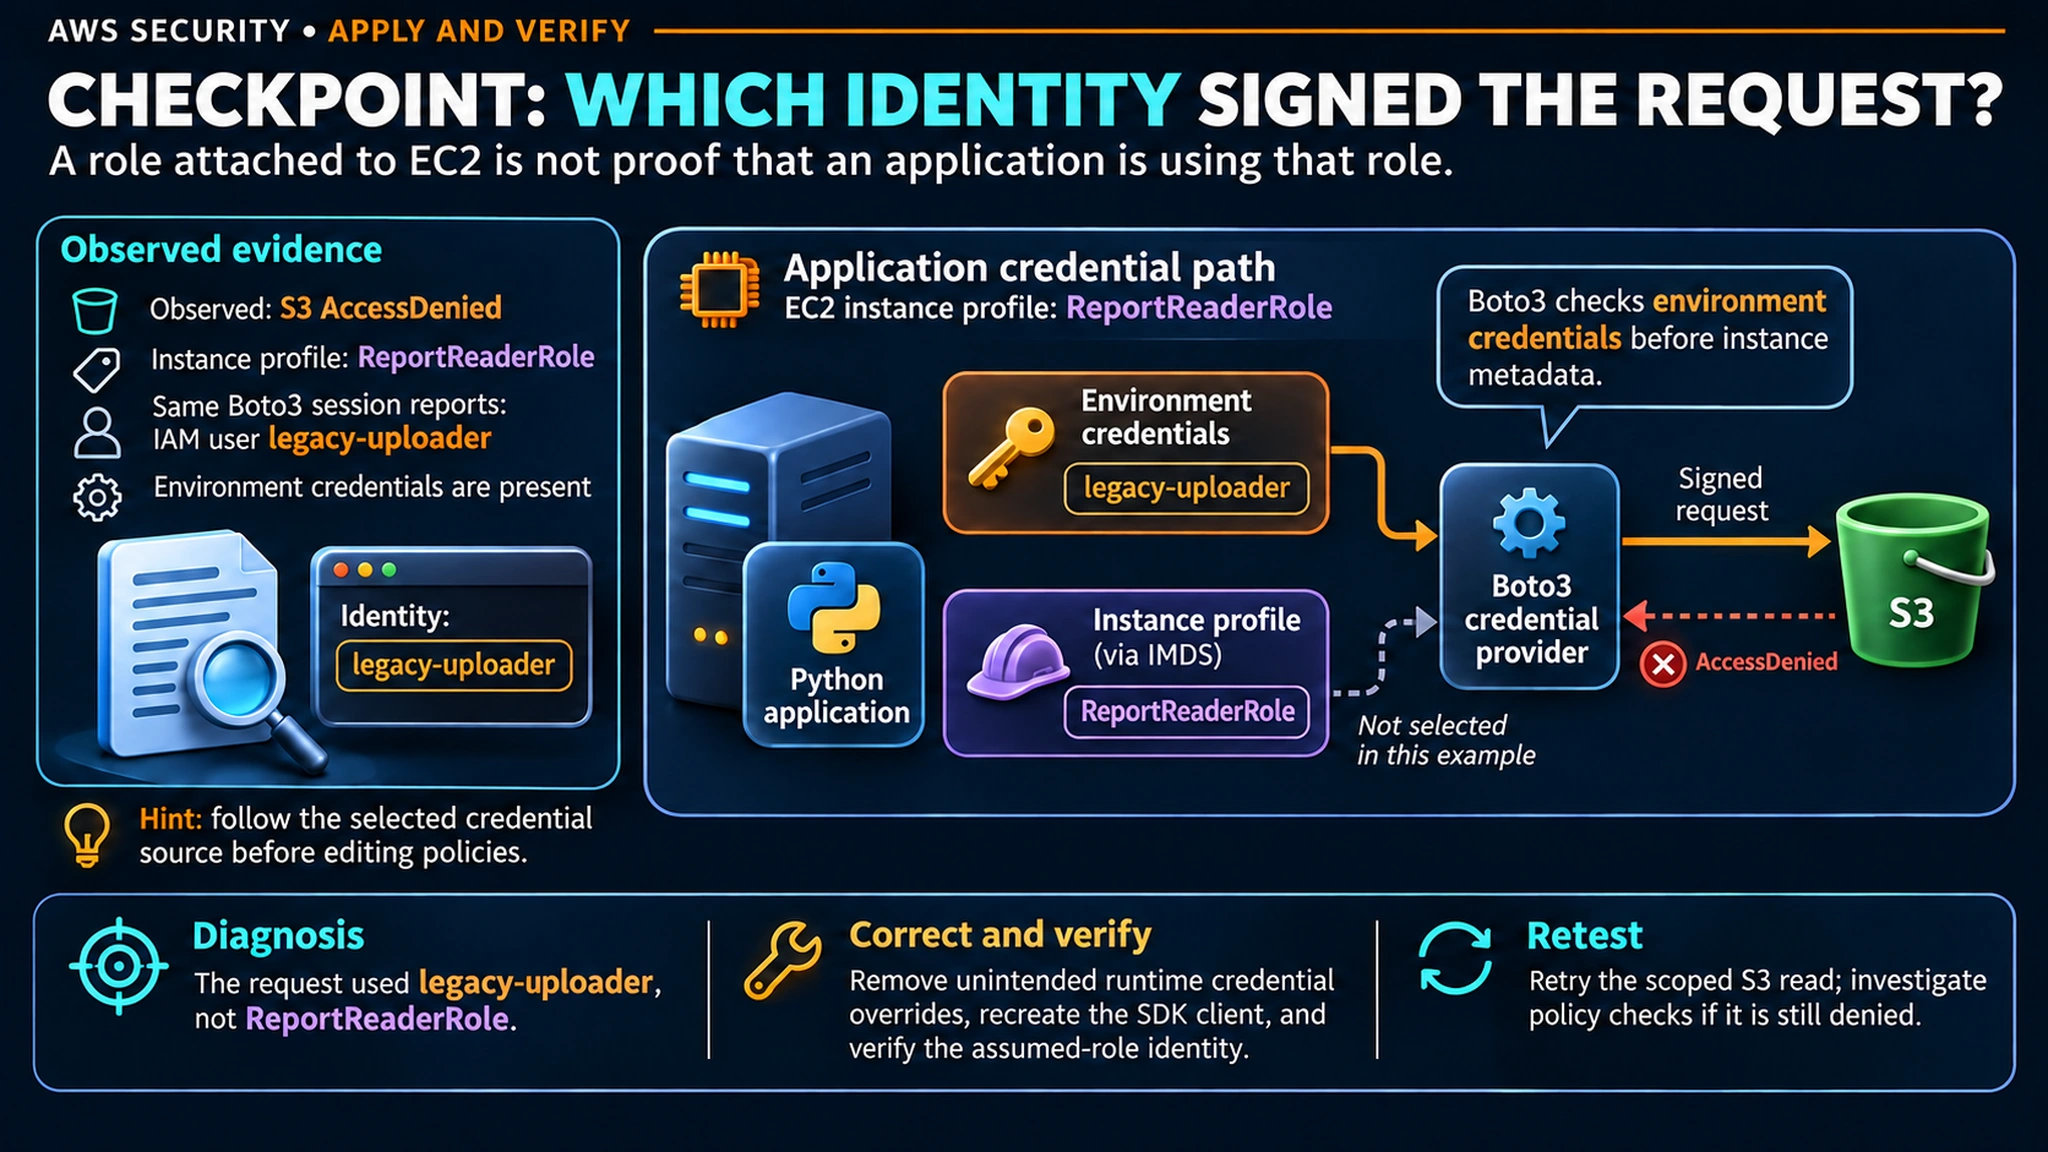 AWS SECURITY • APPLY AND VERIFY
CHECKPOINT: WHICH IDENTITY SIGNED THE REQUEST?
A role attached to EC2 is not proof that an application is using that role.
Observed evidence
Observed: S3 AccessDenied
Instance profile: ReportReaderRole
Same Boto3 session reports:
IAM user legacy-uploader
Environment credentials are present
Identity:
legacy-uploader
Hint: follow the selected credential
source before editing policies.
Application credential path
EC2 instance profile: ReportReaderRole
Boto3 checks environment
credentials before instance
metadata.
Environment
credentials
legacy-uploader
Python
application
Instance profile
(via IMDS)
ReportReaderRole
Not selected
in this example
Boto3
credential
provider
Signed
request
AccessDenied
S3
Diagnosis
The request used legacy-uploader,
not ReportReaderRole.
Correct and verify
Remove unintended runtime credential
overrides, recreate the SDK client, and
verify the assumed-role identity.
Retest
Retry the scoped S3 read; investigate
policy checks if it is still denied.